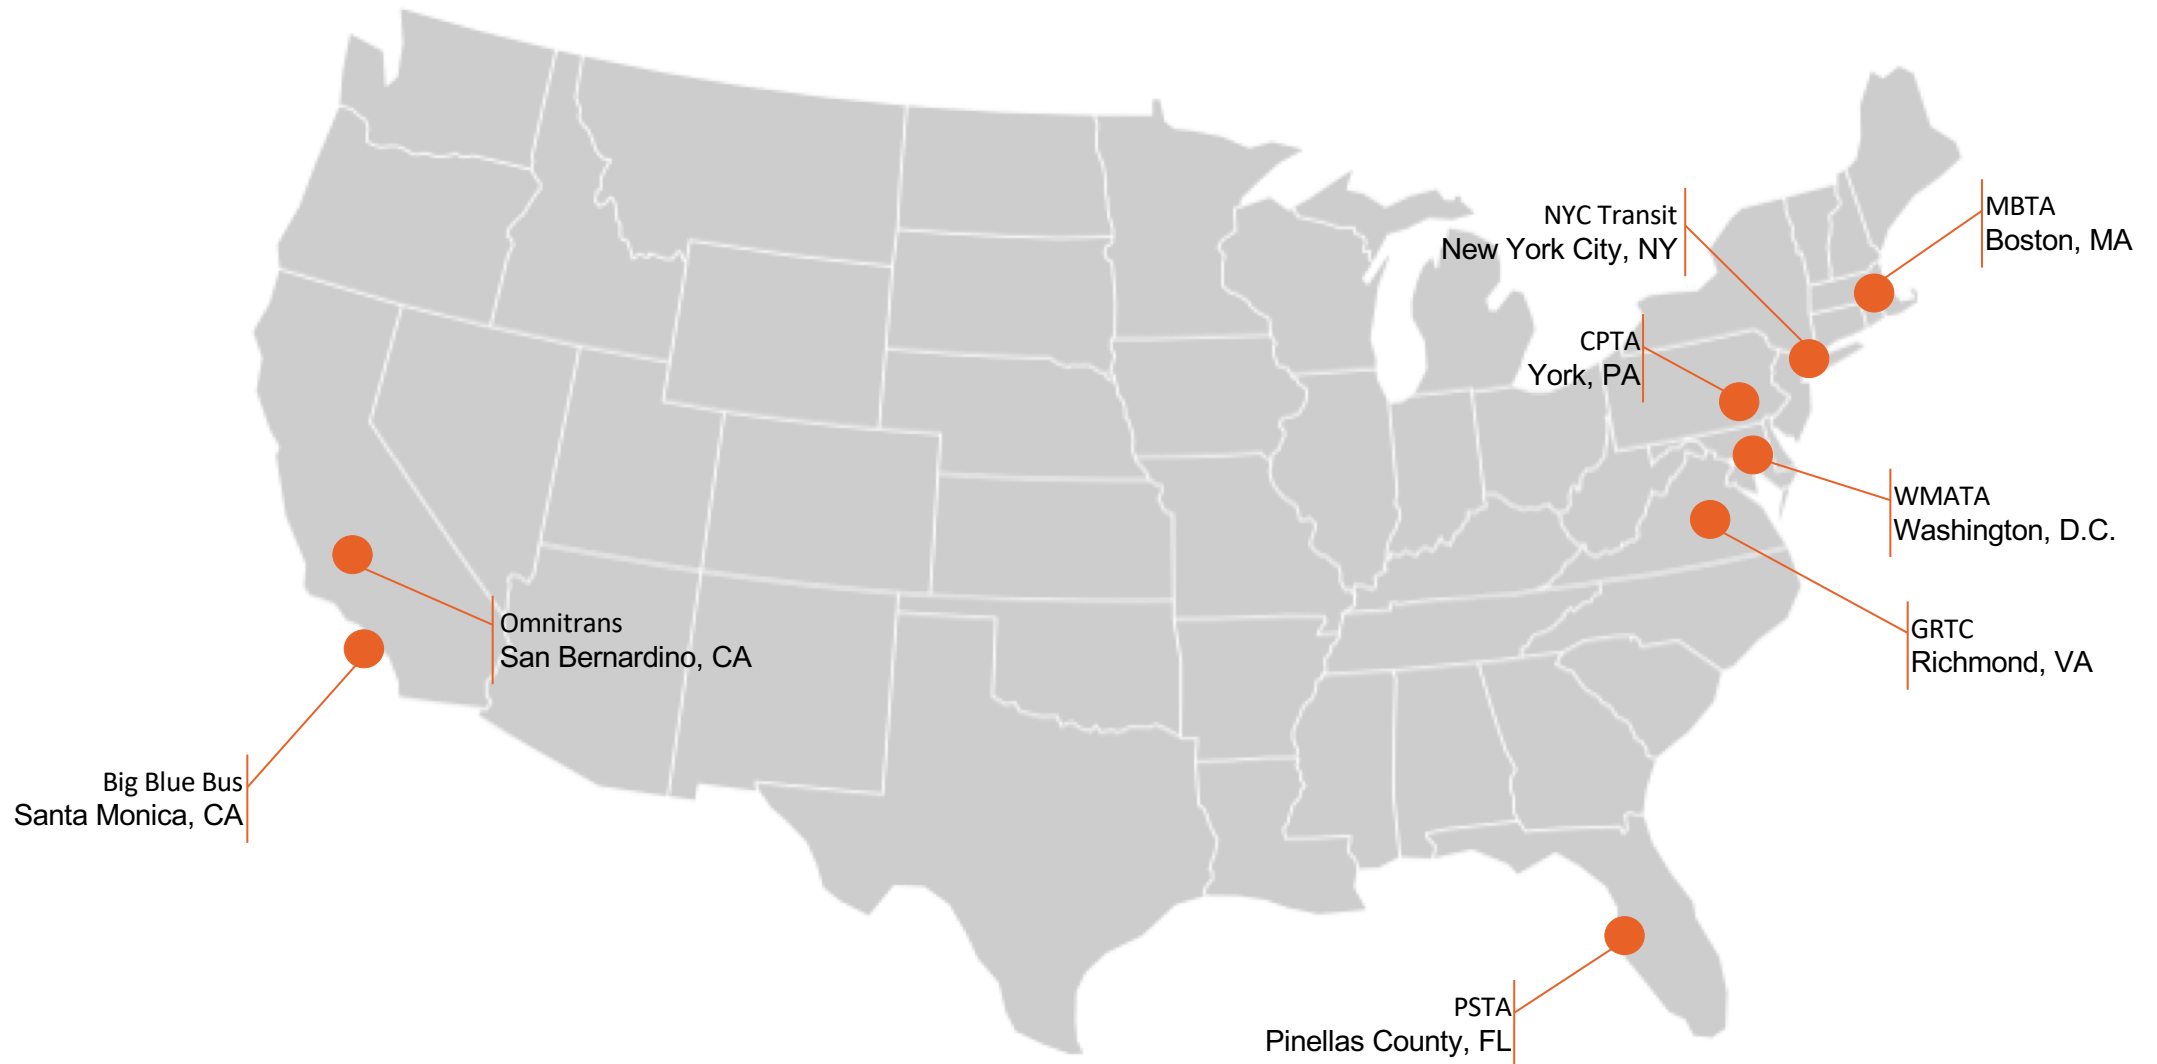 NYC Transit
New York City, NY
MBTA
Boston, MA
CPTA
York, PA
WMATA
Washington, D.C.
GRTC
Richmond, VA
Omnitrans
San Bernardino, CA
Big Blue Bus
Santa Monica, CA
PSTA
Pinellas County, FL